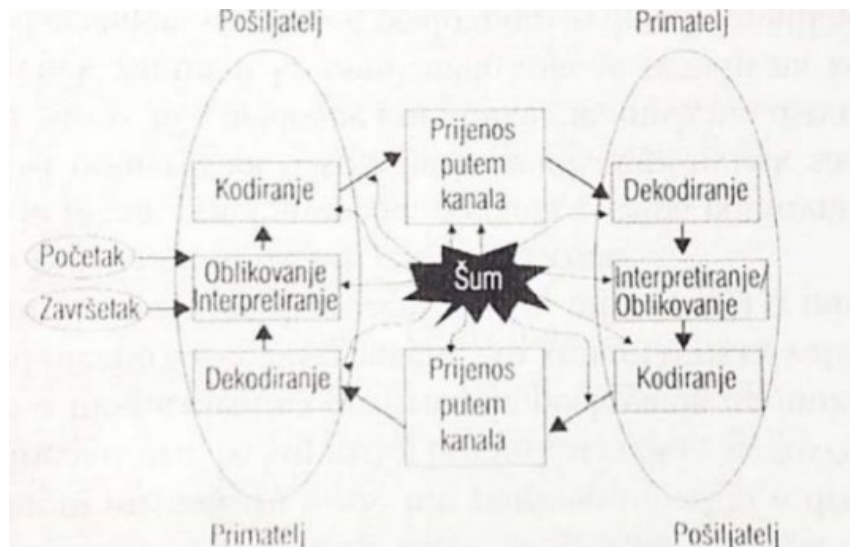 Pošiljatelj
Primatelj
Prijenos
putem
kanala
Kodiranje
Dekodiranje
Početak
Oblikovanje
Interpretiranje
Šum
Interpretiranje/
Oblikovanje
Završetak
Dekodiranje
Prijenos
putem
kanala
Kodiranje
Primatelj
Pošiljatelj